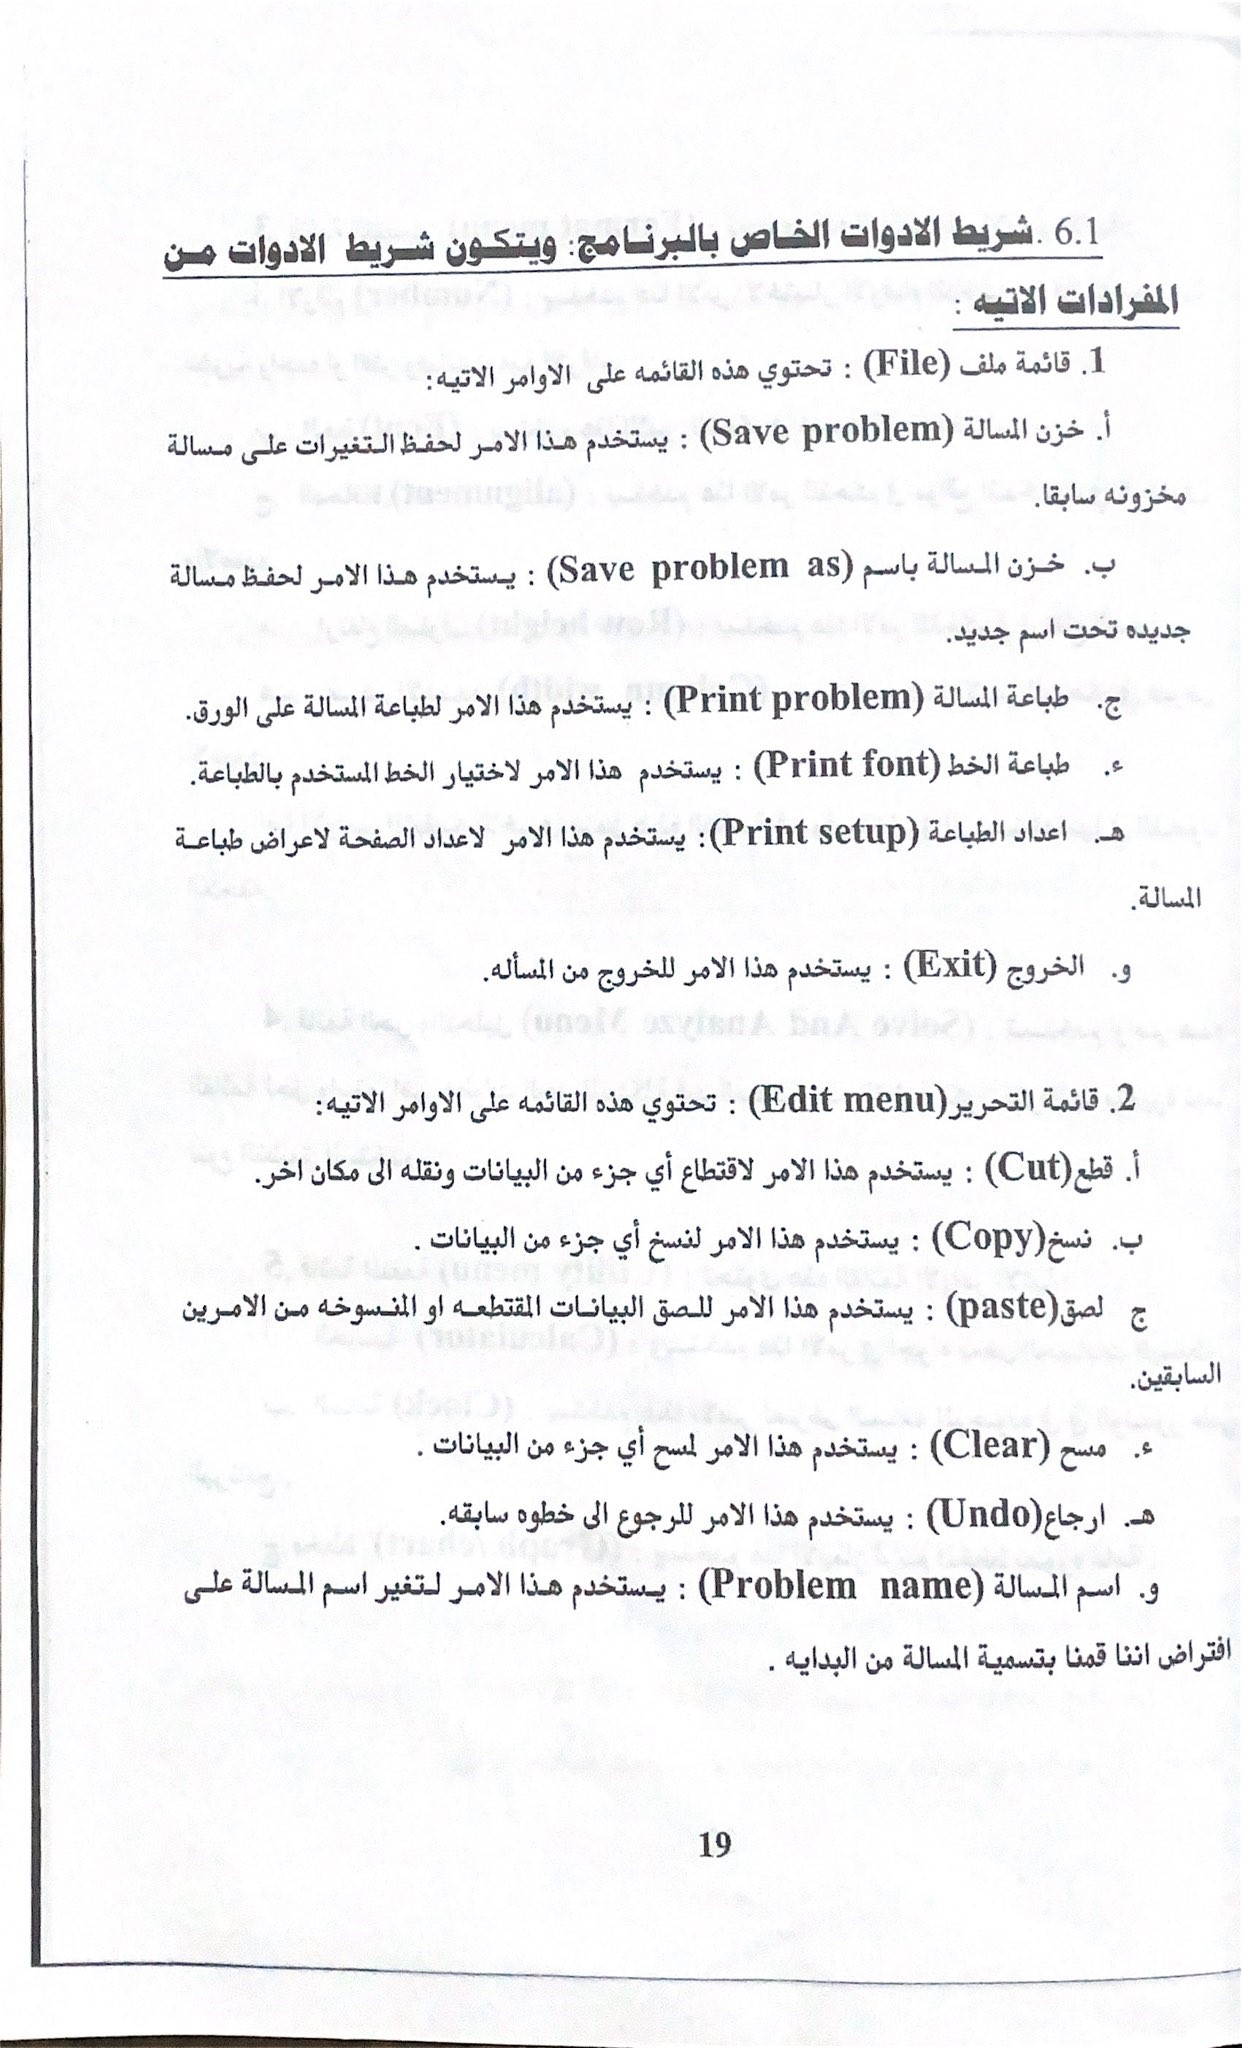 6.1. شريط الادوات الخاص بالبرنامج: ويتكون شريط الادوات من
المفرادات الاتيه :
1. قائمة ملف (File) : تحتوي هذه القائمه على الاوامر الاتيه:
أ. خزن المسالة (Save problem) : يستخدم هذا الامر لحفظ التغيرات على مسالة
مخزونه سابقا.
ب. خزن المسالة باسم (Save problem as) : يستخدم هذا الامر لحفظ مسالة
جديده تحت اسم جديد.
ج. طباعة المسالة (Print problem) : يستخدم هذا الامر لطباعة المسالة على الورق.
ء. طباعة الخط (Print font) : يستخدم هذا الامر لاختيار الخط المستخدم بالطباعة.
هـ. اعداد الطباعة (Print setup): يستخدم هذا الامر لاعداد الصفحة لاعراض طباعة
المسالة.
و. الخروج (Exit) : يستخدم هذا الامر للخروج من المسأله.
2. قائمة التحرير(Edit menu) : تحتوي هذه القائمه على الاوامر الاتيه:
أ. قطع(Cut) : يستخدم هذا الامر لاقتطاع أي جزء من البيانات ونقله الى مكان اخر.
ب. نسخ(Copy) : يستخدم هذا الامر لنسخ أي جزء من البيانات .
ج لصق(paste) : يستخدم هذا الامر للصق البيانات المقتطعه او المنسوخه من الامرين
السابقين.
ء. مسح (Clear) : يستخدم هذا الامر لمسح أي جزء من البيانات .
هـ. ارجاع(Undo) : يستخدم هذا الامر للرجوع الى خطوه سابقه.
و. اسم المسالة (Problem name) : يستخدم هذا الامر لتغير اسم المسالة على
افتراض اننا قمنا بتسمية المسالة من البدايه .
19